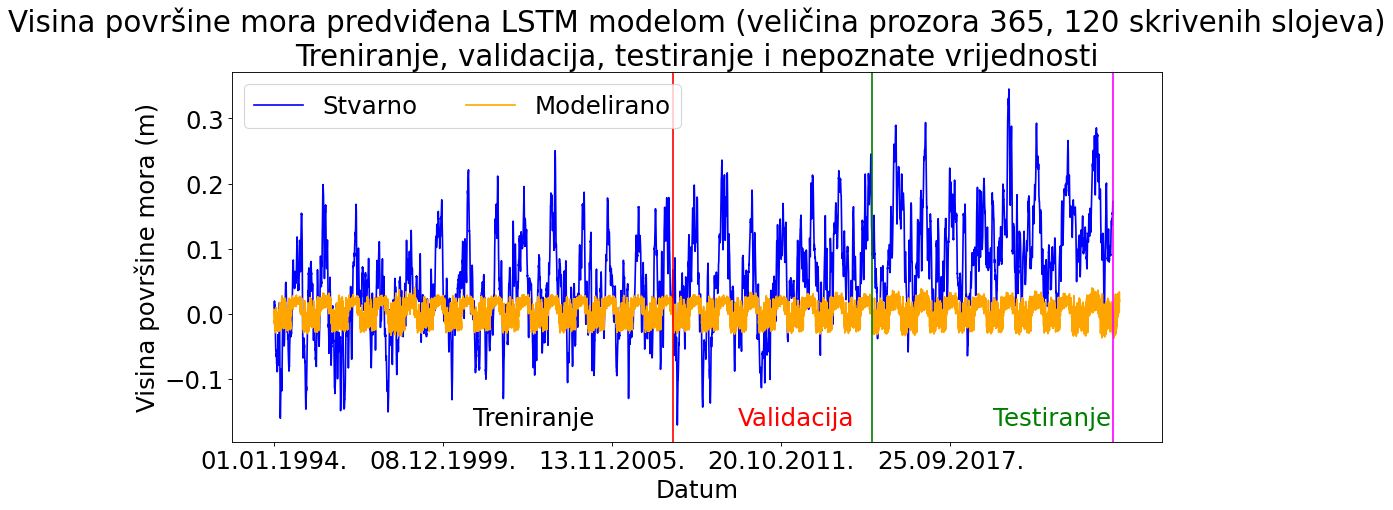 Visina površine mora predviđena LSTM modelom (veličina prozora 365, 120 skrivenih slojeva)
Treniranje, validacija, testiranje i nepoznate vrijednosti
Stvarno
Modelirano
Visina površine mora (m)
0.3
0.2
0.1
0.0
−0.1
Treniranje
Validacija
Testiranje
01.01.1994.
08.12.1999.
13.11.2005.
20.10.2011.
25.09.2017.
Datum